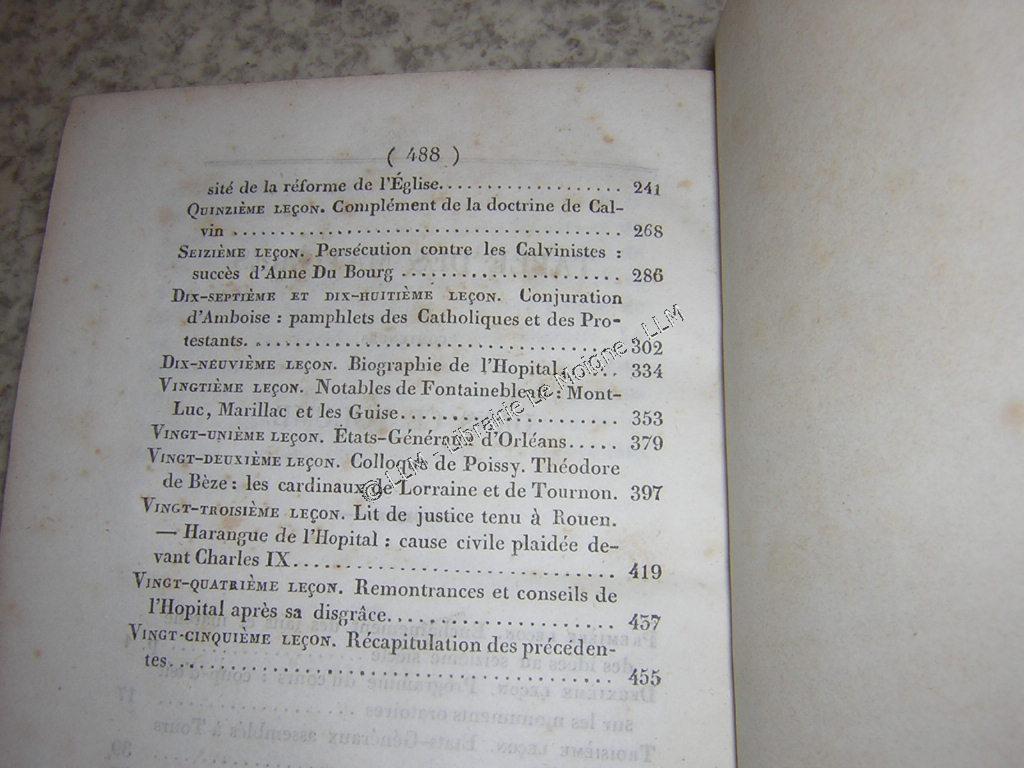 ( 488 )
sité de la réforme de l'Église................... 241
QUINZIÈME LEÇON. Complément de la doctrine de Cal-
vin ........................................ 268
SEIZIÈME LEÇON. Persécution contre les Calvinistes :
succès d'Anne Du Bourg ...................... 286
DIX-SEPTIÈME ET DIX-HUITIÈME LEÇON. Conjuration
d'Amboise : pamphlets des Catholiques et des Pro-
testants....................................... 302
DIX-NEUVIÈME LEÇON. Biographie de l'Hopital...... 334
VINGTIÈME LEÇON. Notables de Fontainebleau : Mont-
Luc, Marillac et les Guise...................... 353
VINGT-UNIÈME LEÇON. États-Généraux d'Orléans..... 379
VINGT-DEUXIÈME LEÇON. Colloque de Poissy. Théodore
de Bèze : les cardinaux de Lorraine et de Tournon. 397
VINGT-TROISIÈME LEÇON. Lit de justice tenu à Rouen.
— Harangue de l'Hopital : cause civile plaidée de-
vant Charles IX............................... 419
VINGT-QUATRIÈME LEÇON. Remontrances et conseils de
l'Hopital après sa disgrâce...................... 437
VINGT-CINQUIÈME LEÇON. Récapitulation des précéden-
tes.......................................... 455
© LLM - Librairie Le Moigne - LLM